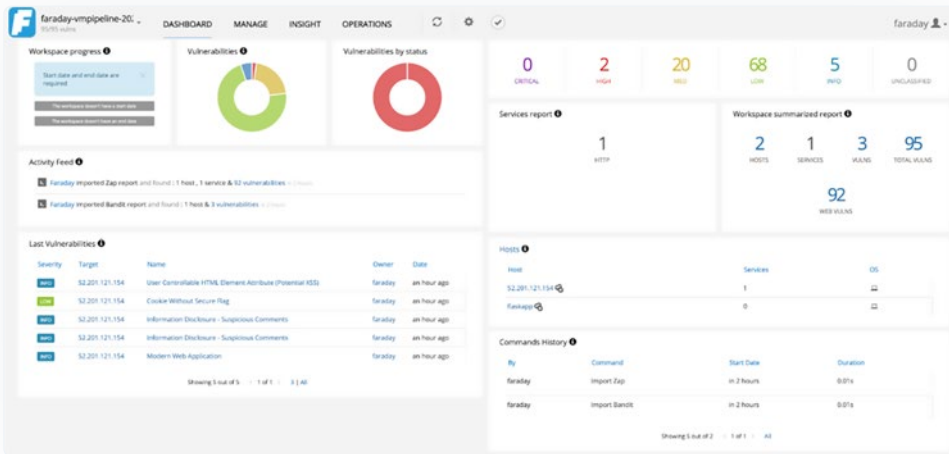 faraday-vmpipeline-202
95/95 vulns
DASHBOARD
MANAGE
INSIGHT
OPERATIONS
faraday
Workspace progress
Start date and end date are
required
The workspace doesn't have a start date
The workspace doesn't have an end date
Vulnerabilities
Vulnerabilities by status
0
CRITICAL
2
HIGH
20
MED
68
LOW
5
INFO
0
UNCLASSIFIED
Services report
1
HTTP
Workspace summarized report
2
HOSTS
1
SERVICES
3
VULNS
95
TOTAL VULNS
92
WEB VULNS
Activity Feed
Faraday imported Zap report and found : 1 host , 1 service & 92 vulnerabilities in 2 hours
Faraday imported Bandit report and found : 1 host & 3 vulnerabilities in 2 hours
Last Vulnerabilities
Severity Target Name Owner Date
INFO 52.201.121.154 User Controllable HTML Element Attribute (Potential XSS) faraday an hour ago
LOW 52.201.121.154 Cookie Without Secure Flag faraday an hour ago
INFO 52.201.121.154 Information Disclosure - Suspicious Comments faraday an hour ago
INFO 52.201.121.154 Information Disclosure - Suspicious Comments faraday an hour ago
INFO 52.201.121.154 Modern Web Application faraday an hour ago
Showing 5 out of 5 1 of 1 3 | All
Hosts
Host Services OS
52.201.121.154 1
flaskapp 0
Commands History
By Command Start Date Duration
faraday Import Zap in 2 hours 0.01s
faraday Import Bandit in 2 hours 0.01s
Showing 5 out of 2 1 of 1 All